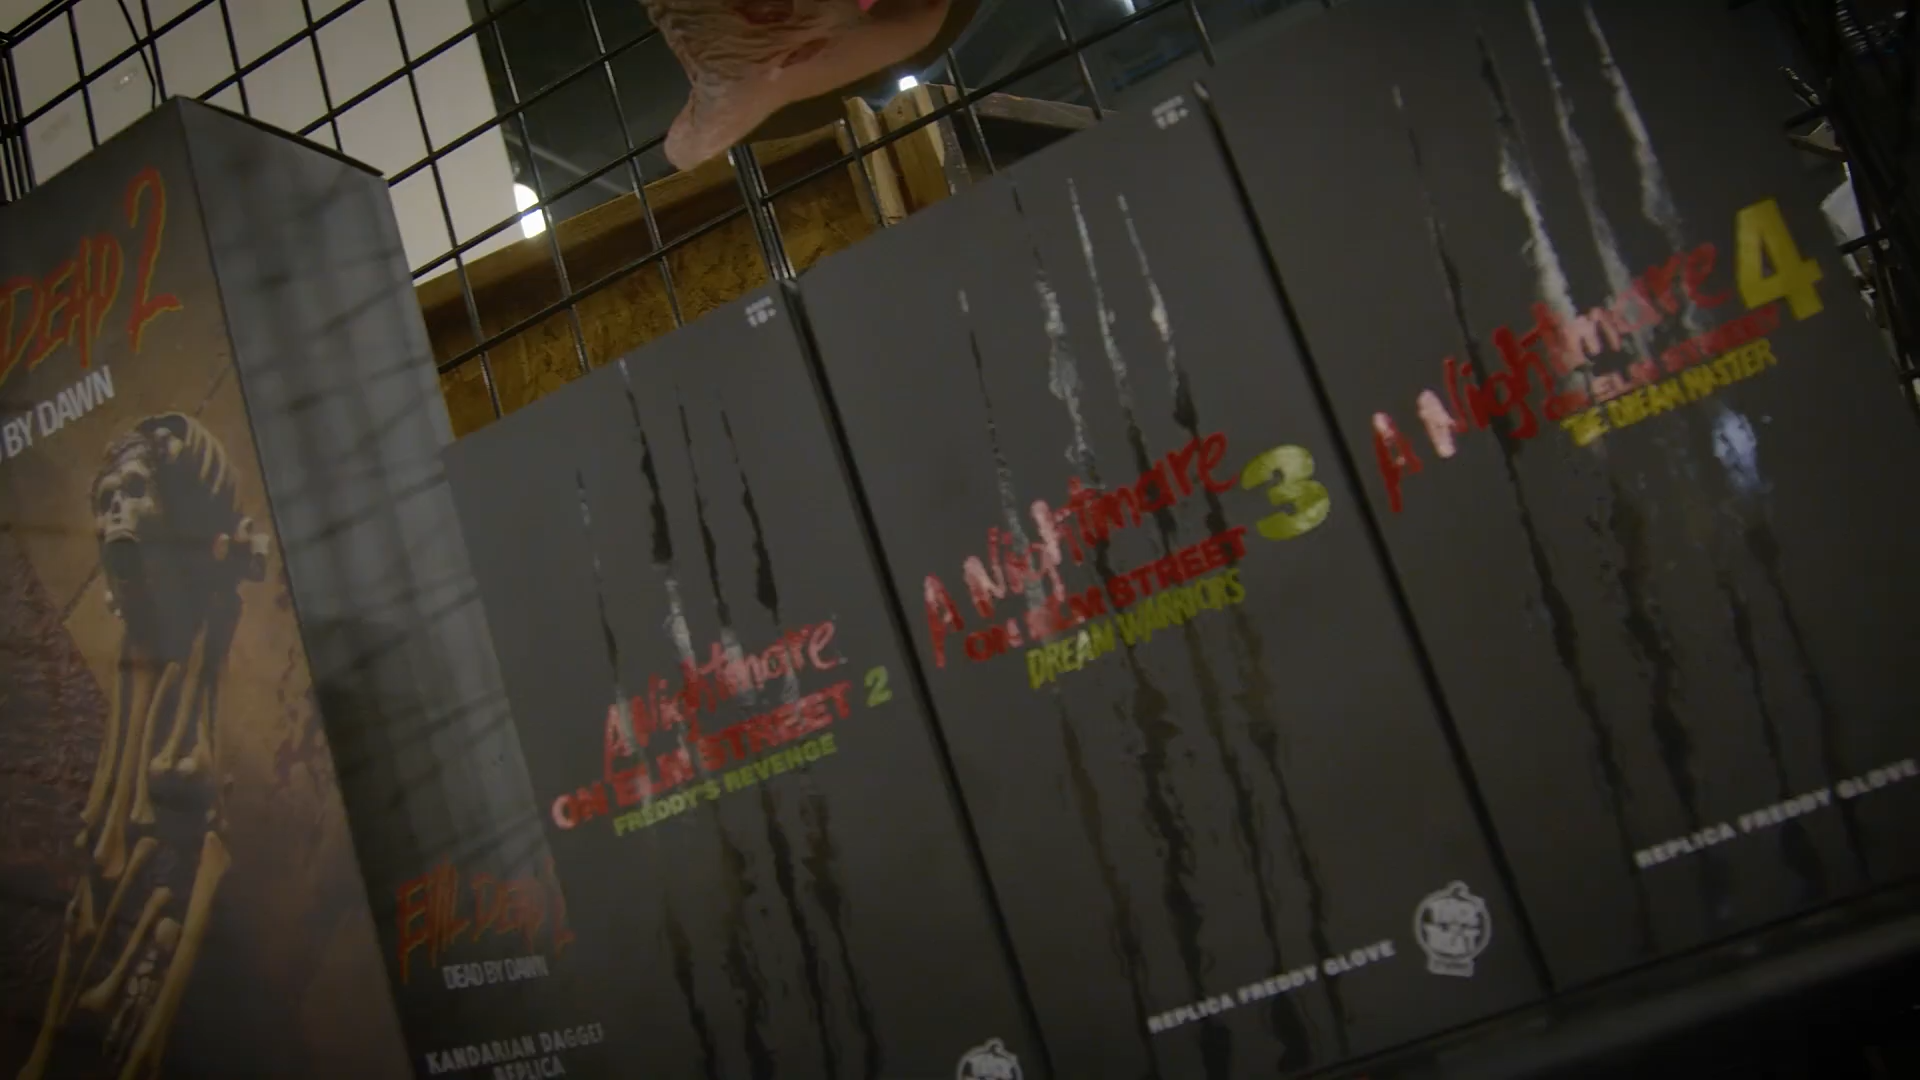 DEAD 2
BY DAWN
EVIL DEAD 2
DEAD BY DAWN
KANDARIAN DAGGER
REPLICA
18+
A Nightmare
ON ELM STREET 2
FREDDY'S REVENGE
18+
A Nightmare 3
ON ELM STREET
DREAM WARRIORS
REPLICA FREDDY GLOVE
A Nightmare 4
ON ELM STREET
THE DREAM MASTER
REPLICA FREDDY GLOVE